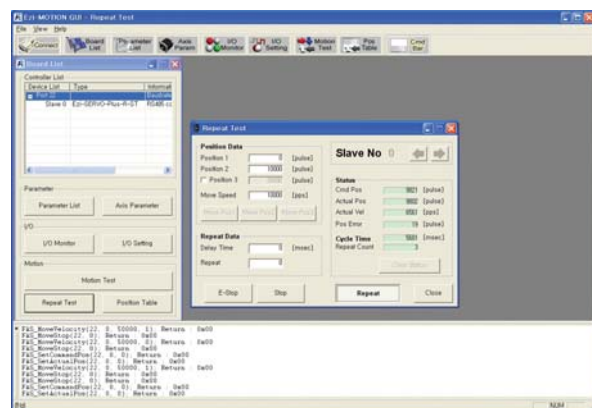 Ezi-MOTION GUI - Repeat Test
File View Help
Connect
Board List
Parameter List
Axis Param
I/O Monitor
I/O Setting
Motion Test
Pos Table
Cmd Bar
Board List
Controller List
Device List Type Informati
Port 22
Slave 0 Ezi-SERVO-Plus-R-ST
Parameter
Parameter List Axis Parameter
I/O
I/O Monitor I/O Setting
Motion
Motion Test
Repeat Test Position Table
Repeat Test
Position Data
Position 1 0 [pulse]
Position 2 10000 [pulse]
Position 3 [pulse]
Move Speed 10000 [pps]
Repeat Data
Delay Time 0 [msec]
Repeat 0
E-Stop Stop
Slave No 0
Status
Cmd Pos 9821 [pulse]
Actual Pos 9802 [pulse]
Actual Vel [pps]
Pos Error 19 [pulse]
Cycle Time [msec]
Repeat Count 3
Clear Status
Repeat Close
FAS_MoveVelocity(22, 0, 50000, 1); Return : 0x00
FAS_MoveStop(22, 0); Return : 0x00
FAS_MoveStop(22, 0); Return : 0x00
FAS_SetCommandPos(22, 0, 0); Return : 0x00
FAS_SetActualPos(22, 0, 0); Return : 0x00
FAS_MoveVelocity(22, 0, 50000, 1); Return : 0x00
FAS_MoveStop(22, 0); Return : 0x00
FAS_MoveStop(22, 0); Return : 0x00
FAS_SetCommandPos(22, 0, 0); Return : 0x00
FAS_SetActualPos(22, 0, 0); Return : 0x00
NUM